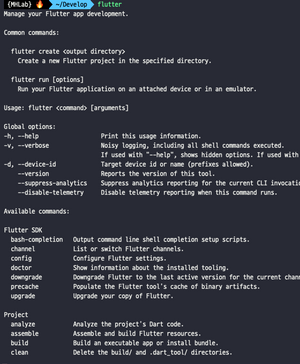 {MHLab} ~/Develop flutter
Manage your Flutter app development.
Common commands:
flutter create <output directory>
Create a new Flutter project in the specified directory.
flutter run [options]
Run your Flutter application on an attached device or in an emulator.
Usage: flutter <command> [arguments]
Global options:
-h, --help Print this usage information.
-v, --verbose Noisy logging, including all shell commands executed.
If used with "--help", shows hidden options. If used with
-d, --device-id Target device id or name (prefixes allowed).
--version Reports the version of this tool.
--suppress-analytics Suppress analytics reporting for the current CLI invocatio
--disable-telemetry Disable telemetry reporting when this command runs.
Available commands:
Flutter SDK
bash-completion Output command line shell completion setup scripts.
channel List or switch Flutter channels.
config Configure Flutter settings.
doctor Show information about the installed tooling.
downgrade Downgrade Flutter to the last active version for the current chan
precache Populate the Flutter tool's cache of binary artifacts.
upgrade Upgrade your copy of Flutter.
Project
analyze Analyze the project's Dart code.
assemble Assemble and build Flutter resources.
build Build an executable app or install bundle.
clean Delete the build/ and .dart_tool/ directories.